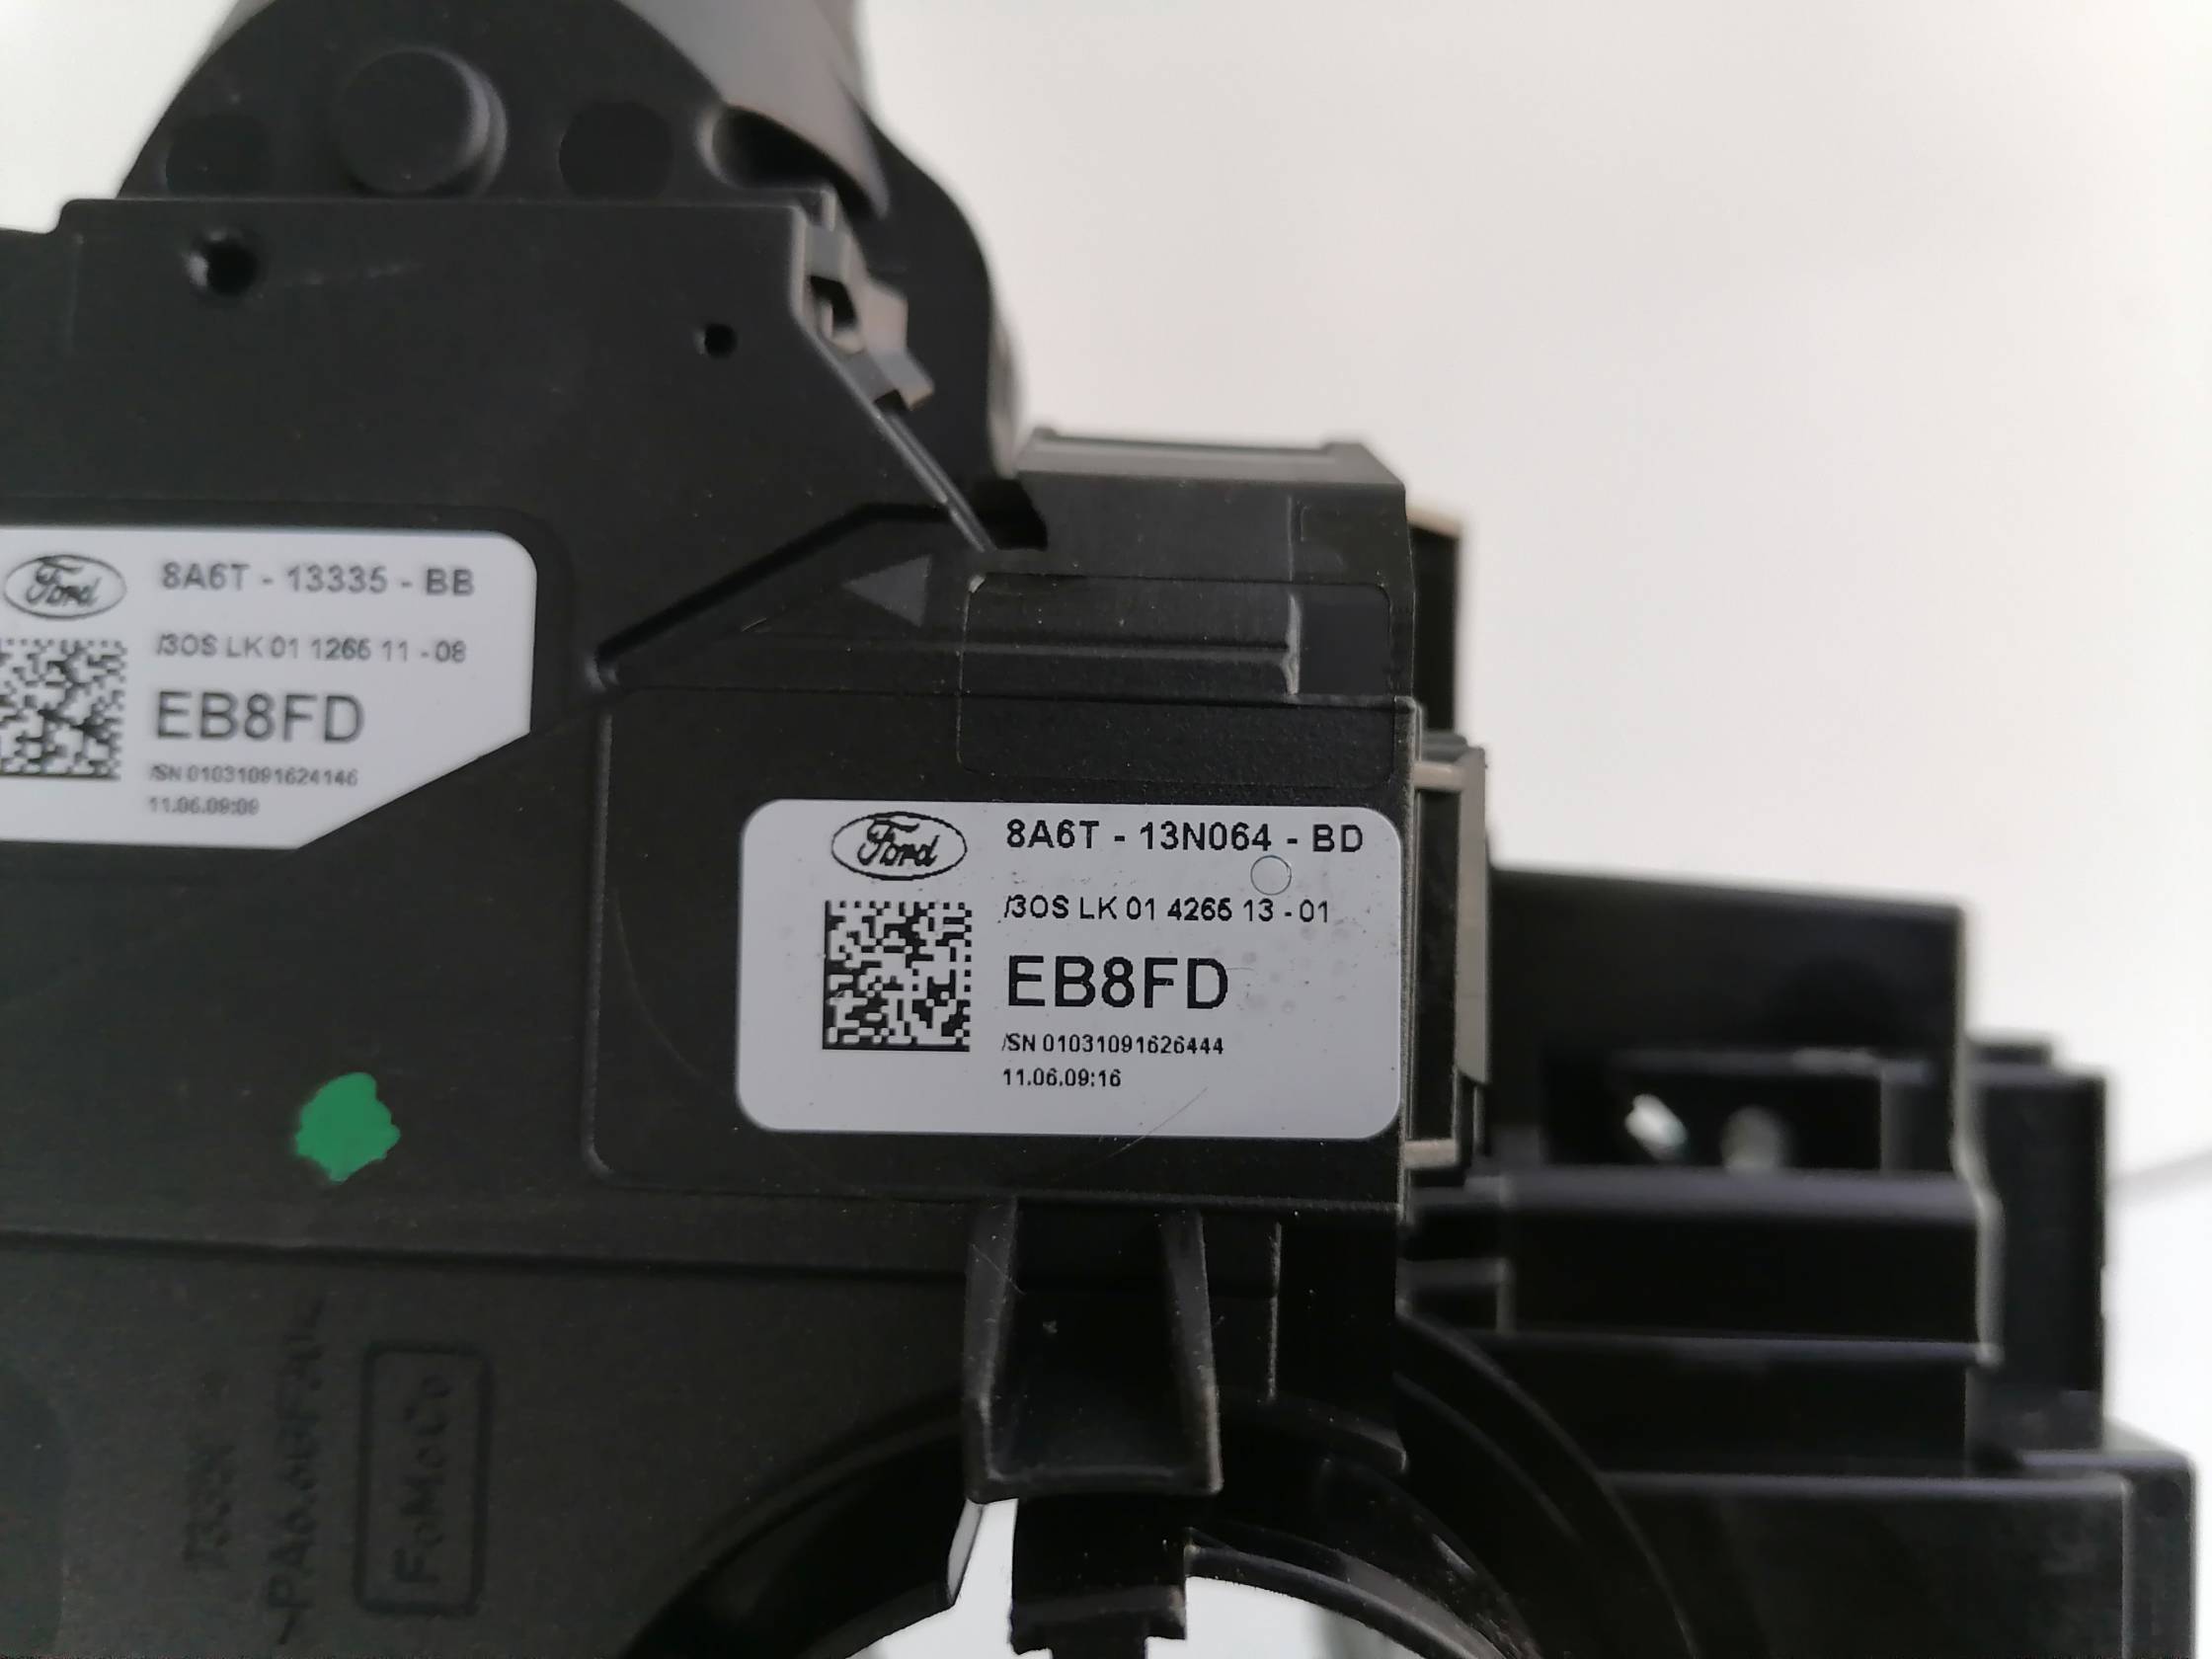 Ford
8A6T - 13335 - BB
/3OS LK 01 1265 11 - 08
EB8FD
/SN 01031091624146
11.06.09:09
Ford
8A6T - 13N064 - BD
/3OS LK 01 4265 13 - 01
EB8FD
/SN 01031091626444
11.06.09:16
FoMoCo